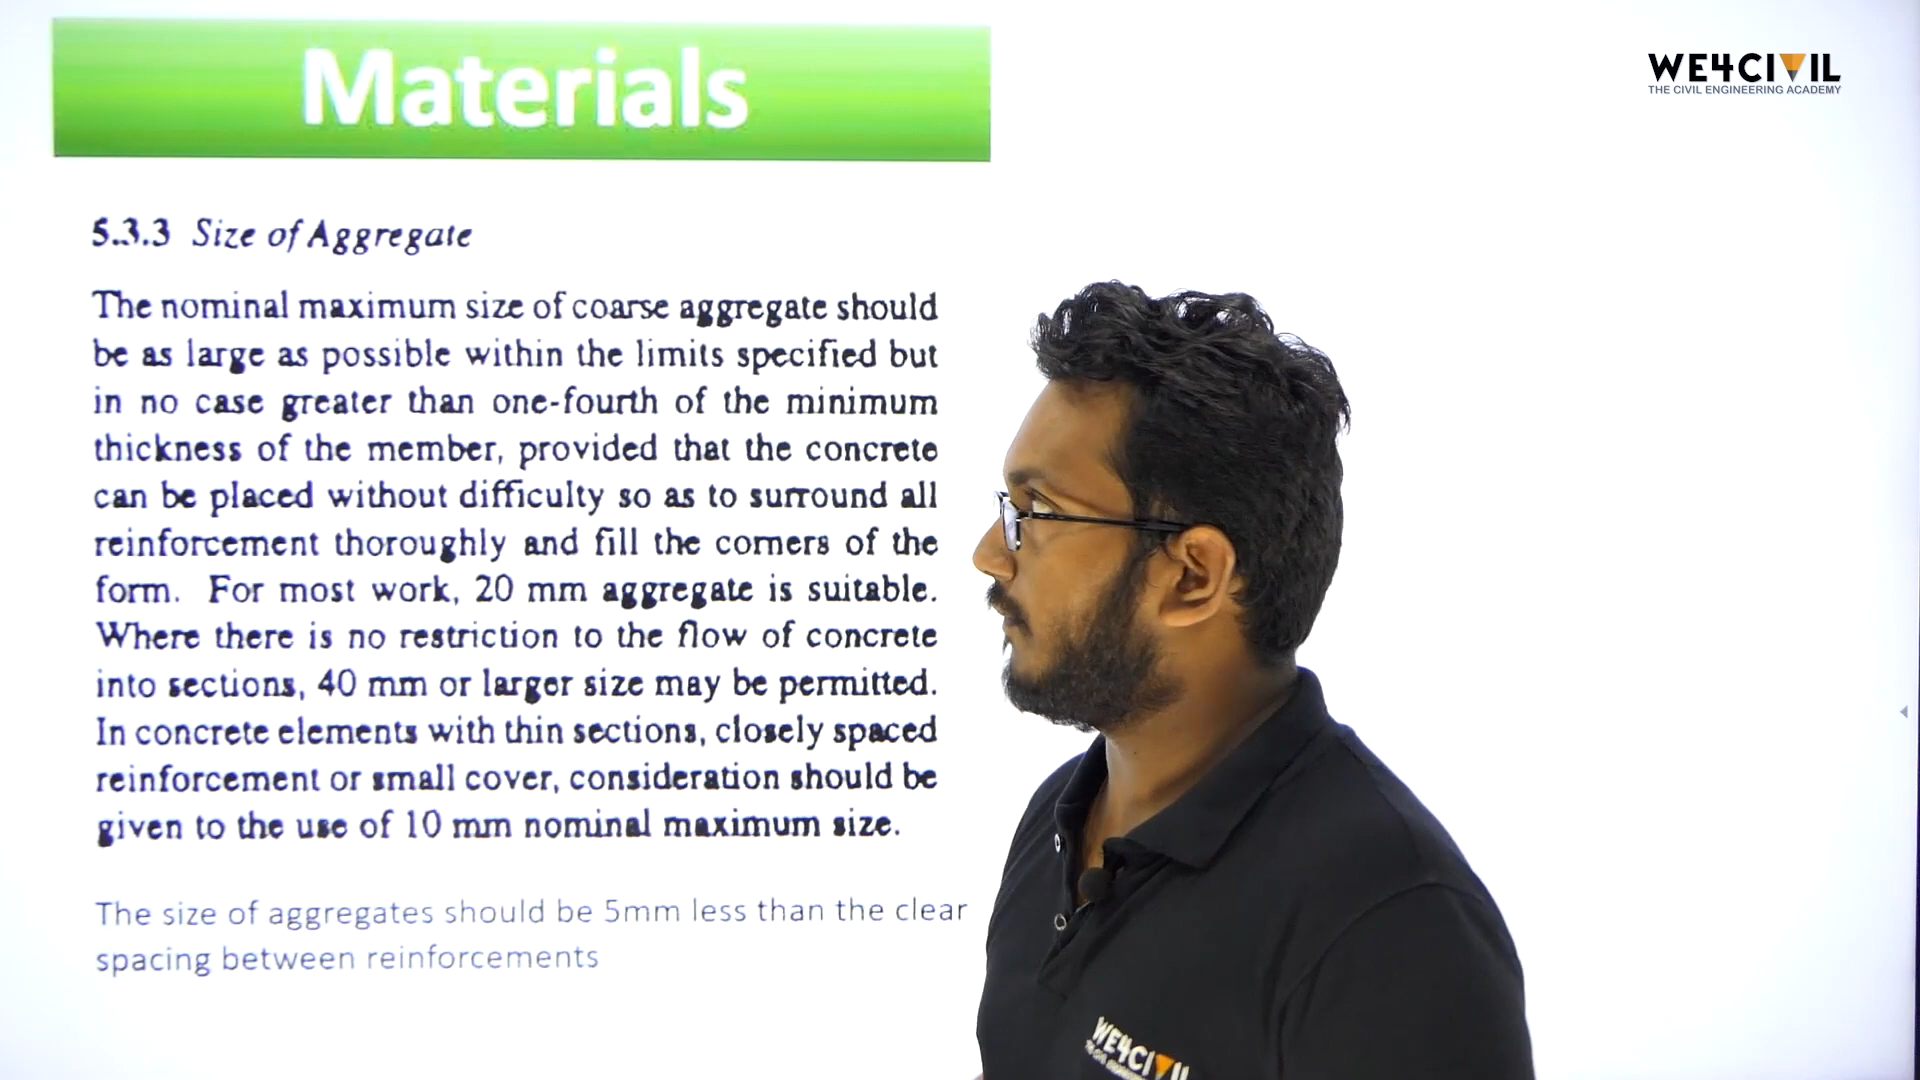 Materials
WE4CIVIL
THE CIVIL ENGINEERING ACADEMY
5.3.3 Size of Aggregate
The nominal maximum size of coarse aggregate should
be as large as possible within the limits specified but
in no case greater than one-fourth of the minimum
thickness of the member, provided that the concrete
can be placed without difficulty so as to surround all
reinforcement thoroughly and fill the corners of the
form. For most work, 20 mm aggregate is suitable.
Where there is no restriction to the flow of concrete
into sections, 40 mm or larger size may be permitted.
In concrete elements with thin sections, closely spaced
reinforcement or small cover, consideration should be
given to the use of 10 mm nominal maximum size.
The size of aggregates should be 5mm less than the clear
spacing between reinforcements
WE4CIVIL